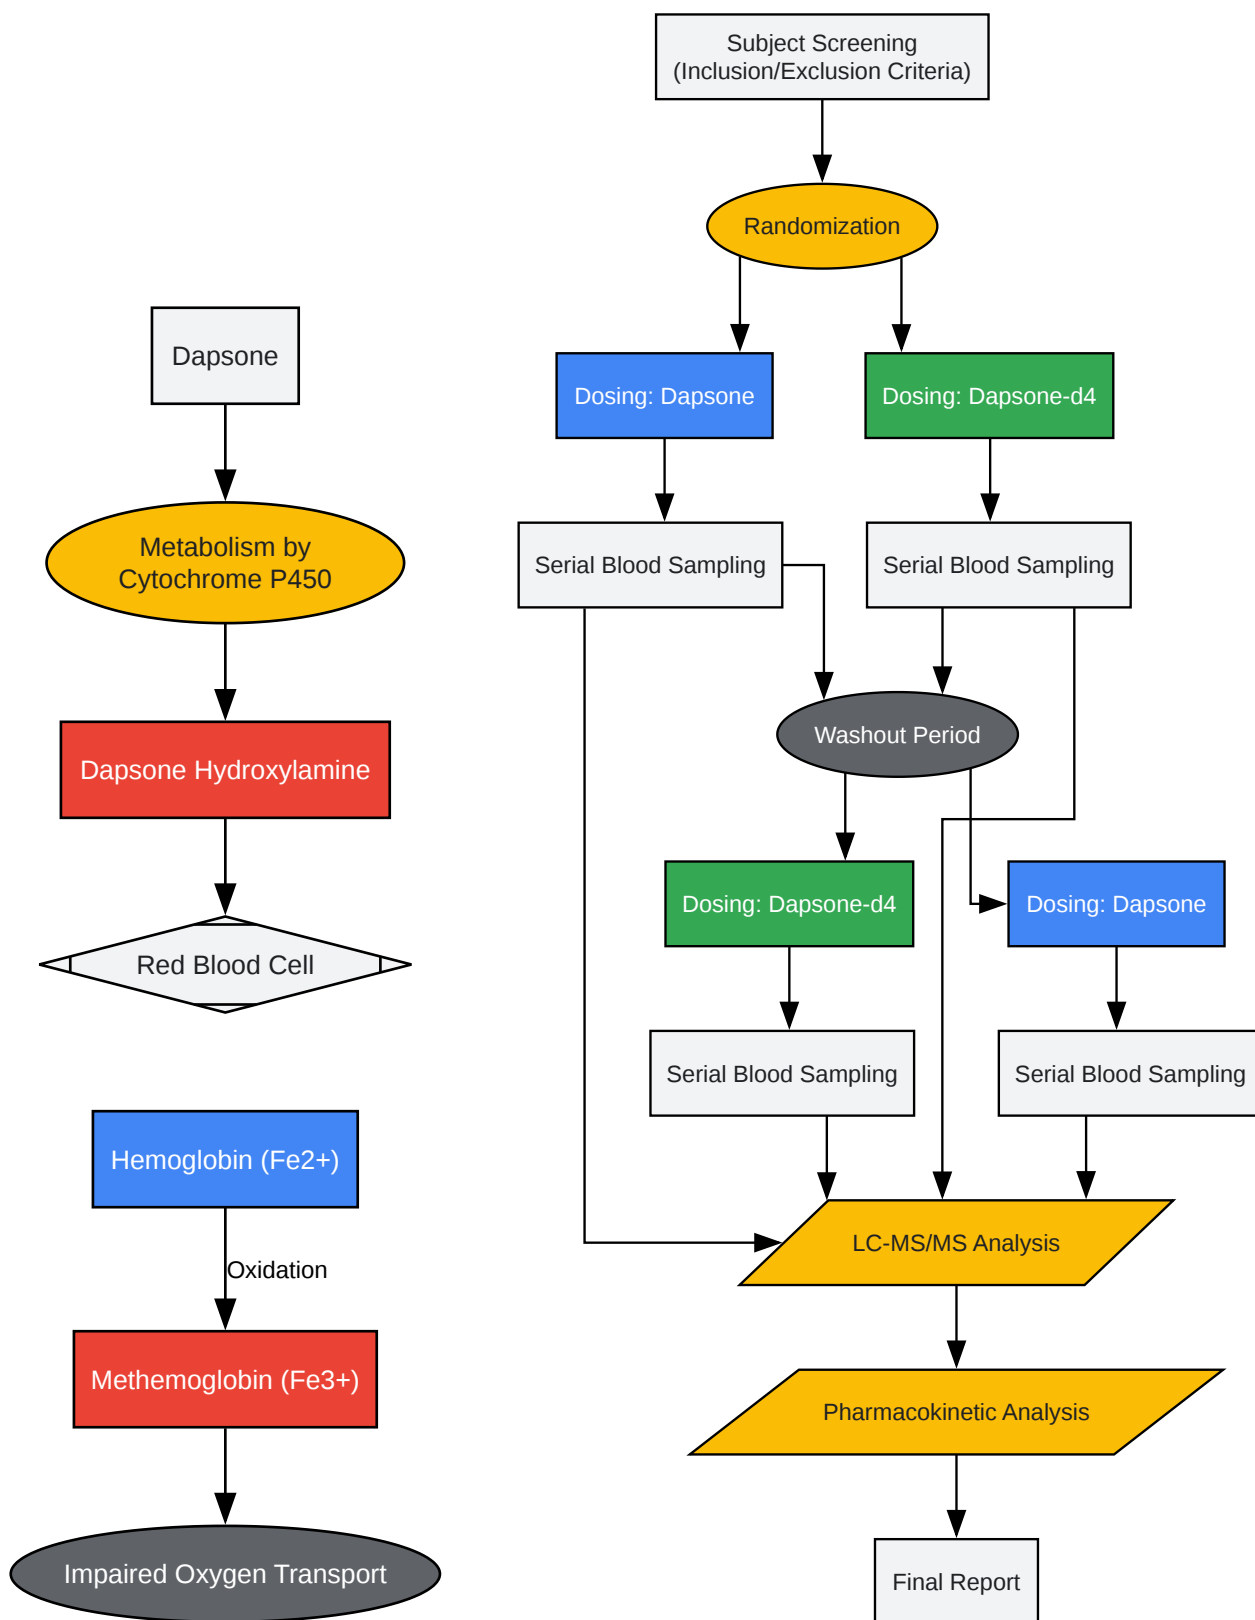 Dapsone
Metabolism by
Cytochrome P450
Dapsone Hydroxylamine
Red Blood Cell
Hemoglobin (Fe2+)
Oxidation
Methemoglobin (Fe3+)
Impaired Oxygen Transport
Subject Screening
(Inclusion/Exclusion Criteria)
Randomization
Dosing: Dapsone
Dosing: Dapsone-d4
Serial Blood Sampling
Serial Blood Sampling
Washout Period
Dosing: Dapsone-d4
Dosing: Dapsone
Serial Blood Sampling
Serial Blood Sampling
LC-MS/MS Analysis
Pharmacokinetic Analysis
Final Report